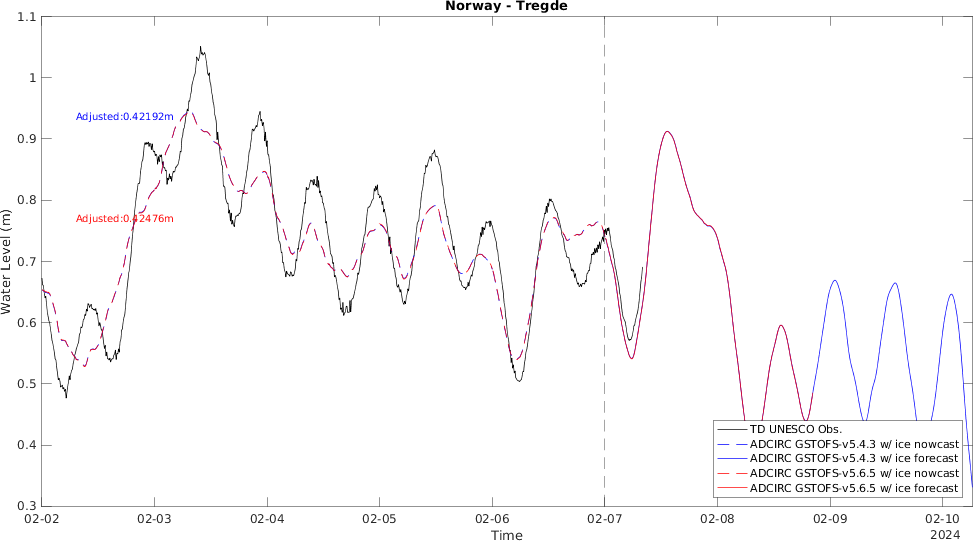 Norway - Tregde
1.1
1
0.9
0.8
0.7
0.6
0.5
0.4
0.3
Water Level (m)
Adjusted:0.42192m
Adjusted:0.42476m
TD UNESCO Obs.
ADCIRC GSTOFS-v5.4.3 w/ ice nowcast
ADCIRC GSTOFS-v5.4.3 w/ ice forecast
ADCIRC GSTOFS-v5.6.5 w/ ice nowcast
ADCIRC GSTOFS-v5.6.5 w/ ice forecast
02-02 02-03 02-04 02-05 02-06 02-07 02-08 02-09 02-10
2024
Time